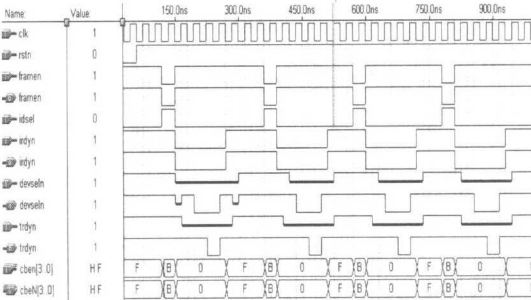 Name: Value: 150.0ns 300.0ns 450.0ns 600.0ns 750.0ns 900.0ns
clk 1
rstn 0
framen 1
framen 1
idsel 0
irdyn 1
irdyn 1
devseln 1
devseln 1
trdyn 1
trdyn 1
cben[3..0] H F F B 0 F B 0 F B 0 F B 0
cbeN[3..0] H F F B 0 F B 0 F B 0 F B 0